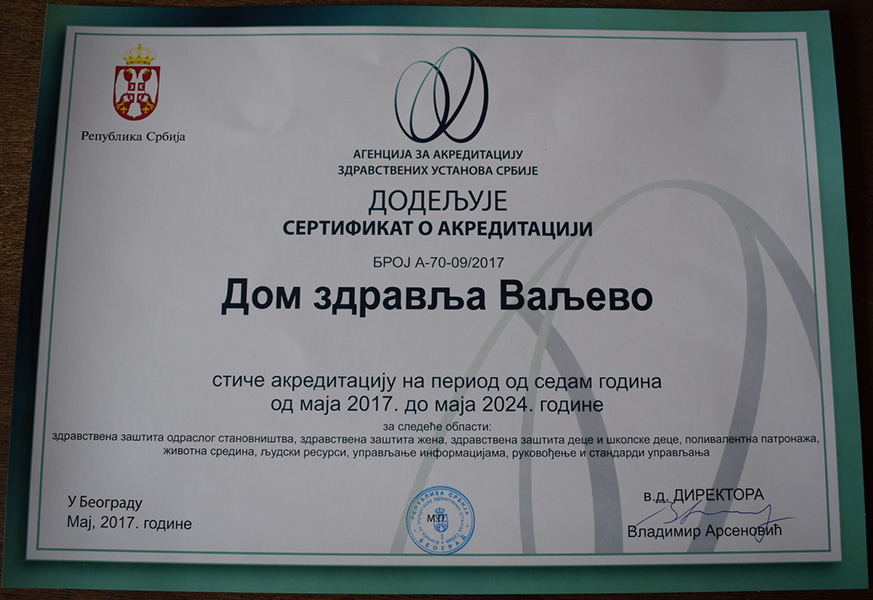 Република Србија
АГЕНЦИЈА ЗА АКРЕДИТАЦИЈУ
ЗДРАВСТВЕНИХ УСТАНОВА СРБИЈЕ
ДОДЕЉУЈЕ
СЕРТИФИКАТ О АКРЕДИТАЦИЈИ
БРОЈ А-70-09/2017
Дом здравља Ваљево
стиче акредитацију на период од седам година
од маја 2017. до маја 2024. године
за следеће области:
здравствена заштита одраслог становништва, здравствена заштита жена, здравствена заштита деце и школске деце, поливалентна патронажа,
животна средина, људски ресурси, управљање информацијама, руковођење и стандарди управљања
У Београду
Мај, 2017. године
РЕПУБЛИКА СРБИЈА
М.П.
БЕОГРАД
в.д. ДИРЕКТОРА
Владимир Арсеновић